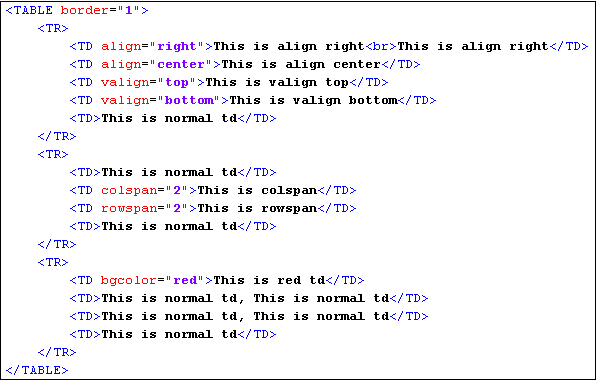 <TABLE border="1">
    <TR>
        <TD align="right">This is align right<br>This is align right</TD>
        <TD align="center">This is align center</TD>
        <TD valign="top">This is valign top</TD>
        <TD valign="bottom">This is valign bottom</TD>
        <TD>This is normal td</TD>
    </TR>
    <TR>
        <TD>This is normal td</TD>
        <TD colspan="2">This is colspan</TD>
        <TD rowspan="2">This is rowspan</TD>
        <TD>This is normal td</TD>
    </TR>
    <TR>
        <TD bgcolor="red">This is red td</TD>
        <TD>This is normal td, This is normal td</TD>
        <TD>This is normal td, This is normal td</TD>
        <TD>This is normal td</TD>
    </TR>
</TABLE>